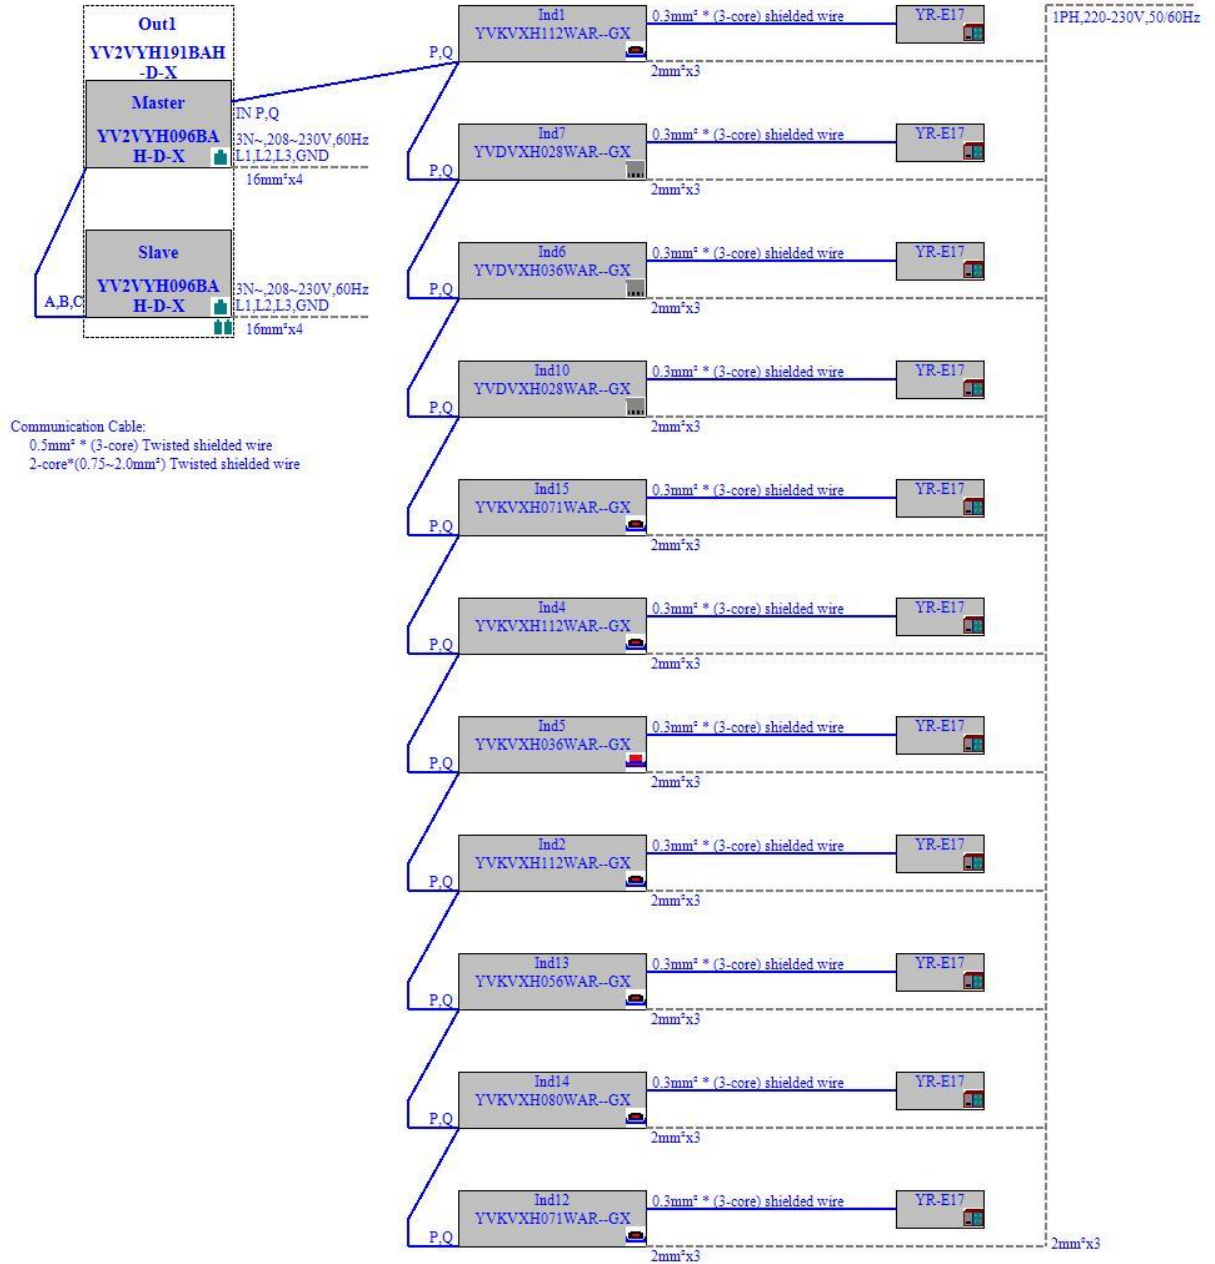 Out1
YV2VYH191BAH
-D-X
Master
YV2VYH096BA
H-D-X
IN P,Q
3N~,208~230V,60Hz
L1,L2,L3,GND
16mm²x4
Slave
YV2VYH096BA
H-D-X
A,B,C
3N~,208~230V,60Hz
L1,L2,L3,GND
16mm²x4
Communication Cable:
0.5mm² * (3-core) Twisted shielded wire
2-core*(0.75~2.0mm²) Twisted shielded wire
Ind1
YVKVXH112WAR--GX
P,Q
0.3mm² * (3-core) shielded wire
YR-E17
2mm²x3
1PH,220-230V,50/60Hz
Ind7
YVDVXH028WAR--GX
P,Q
0.3mm² * (3-core) shielded wire
YR-E17
2mm²x3
Ind6
YVDVXH036WAR--GX
P,Q
0.3mm² * (3-core) shielded wire
YR-E17
2mm²x3
Ind10
YVDVXH028WAR--GX
P,Q
0.3mm² * (3-core) shielded wire
YR-E17
2mm²x3
Ind15
YVKVXH071WAR--GX
P,Q
0.3mm² * (3-core) shielded wire
YR-E17
2mm²x3
Ind4
YVKVXH112WAR--GX
P,Q
0.3mm² * (3-core) shielded wire
YR-E17
2mm²x3
Ind5
YVKVXH036WAR--GX
P,Q
0.3mm² * (3-core) shielded wire
YR-E17
2mm²x3
Ind2
YVKVXH112WAR--GX
P,Q
0.3mm² * (3-core) shielded wire
YR-E17
2mm²x3
Ind13
YVKVXH056WAR--GX
P,Q
0.3mm² * (3-core) shielded wire
YR-E17
2mm²x3
Ind14
YVKVXH080WAR--GX
P,Q
0.3mm² * (3-core) shielded wire
YR-E17
2mm²x3
Ind12
YVKVXH071WAR--GX
P,Q
0.3mm² * (3-core) shielded wire
YR-E17
2mm²x3
2mm²x3